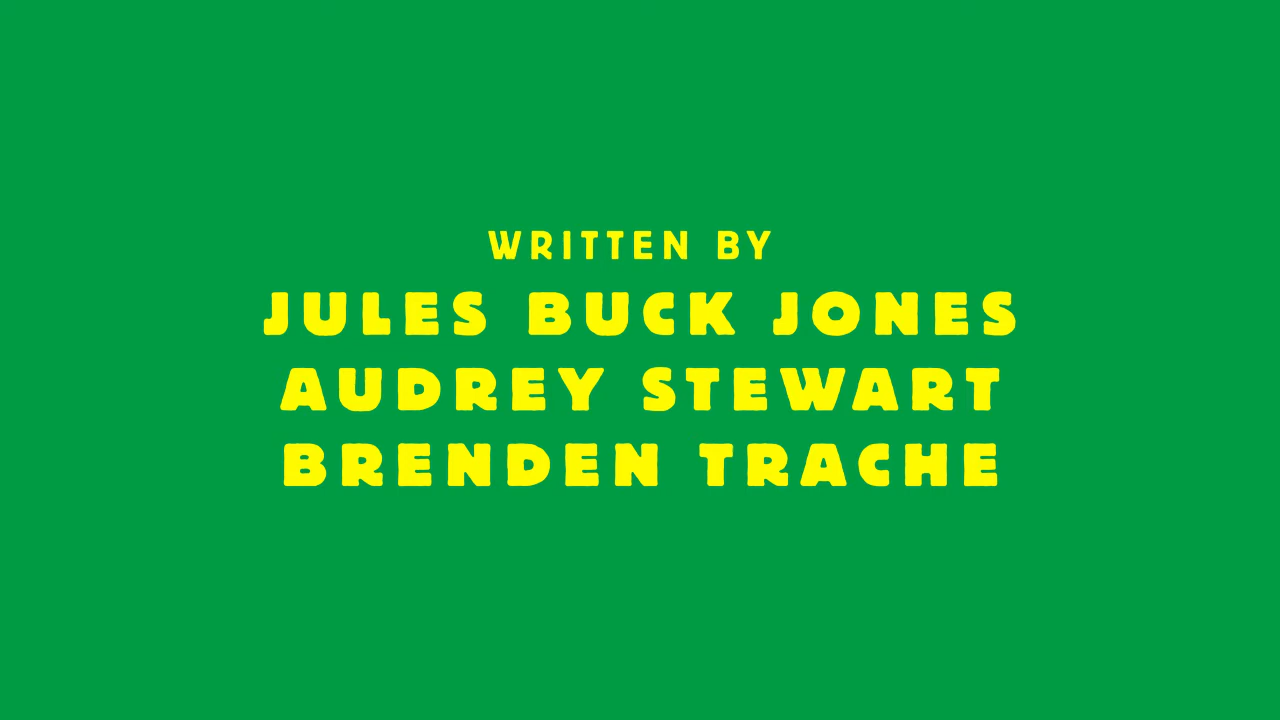 WRITTEN BY
JULES BUCK JONES
AUDREY STEWART
BRENDEN TRACHE